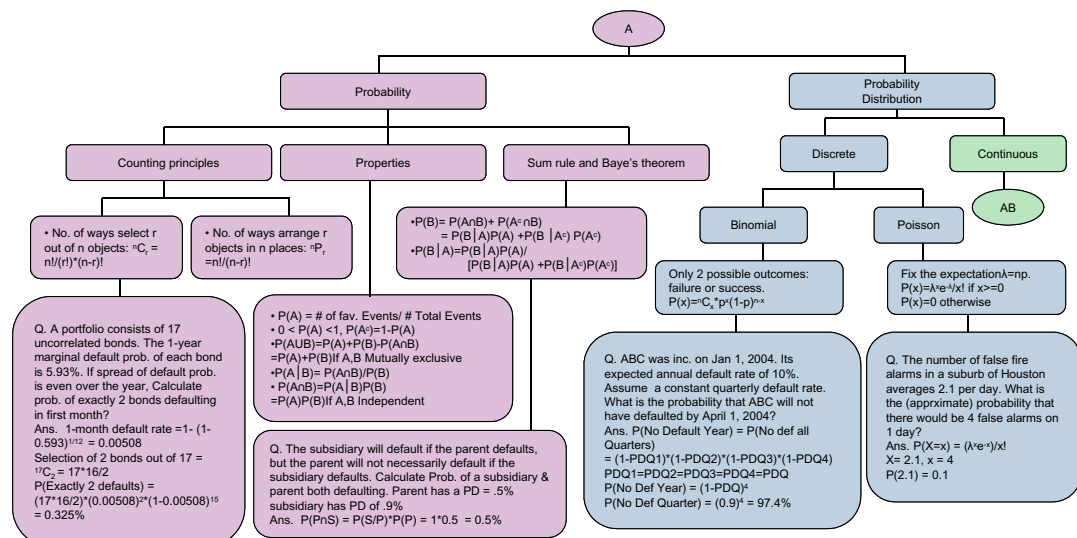 A
Probability
Probability
Distribution
Counting principles
Properties
Sum rule and Baye's theorem
Discrete
Continuous
AB
• No. of ways select r
out of n objects: ⁿCᵣ =
n!/(r!)*(n-r)!
• No. of ways arrange r
objects in n places: ⁿPᵣ
=n!/(n-r)!
•P(B)= P(A∩B)+ P(Aᶜ∩B)
= P(B│A)P(A) +P(B │Aᶜ) P(Aᶜ)
•P(B│A)=P(B│A)P(A)/
[P(B│A)P(A) +P(B│Aᶜ)P(Aᶜ)]
Binomial
Poisson
Only 2 possible outcomes:
failure or success.
P(x)=ⁿCₓ*pˣ(1-p)ⁿ⁻ˣ
Fix the expectationλ=np.
P(x)=λˣe⁻λ/x! if x>=0
P(x)=0 otherwise
Q. A portfolio consists of 17
uncorrelated bonds. The 1-year
marginal default prob. of each bond
is 5.93%. If spread of default prob.
is even over the year, Calculate
prob. of exactly 2 bonds defaulting
in first month?
Ans. 1-month default rate =1- (1-
0.593)¹/¹² = 0.00508
Selection of 2 bonds out of 17 =
¹⁷C₂ = 17*16/2
P(Exactly 2 defaults) =
(17*16/2)*(0.00508)²*(1-0.00508)¹⁵
= 0.325%
• P(A) = # of fav. Events/ # Total Events
• 0 < P(A) <1, P(Aᶜ)=1-P(A)
•P(AUB)=P(A)+P(B)-P(A∩B)
=P(A)+P(B)If A,B Mutually exclusive
•P(A│B)= P(A∩B)/P(B)
• P(A∩B)=P(A│B)P(B)
=P(A)P(B)If A,B Independent
Q. The subsidiary will default if the parent defaults,
but the parent will not necessarily default if the
subsidiary defaults. Calculate Prob. of a subsidiary &
parent both defaulting. Parent has a PD = .5%
subsidiary has PD of .9%
Ans. P(P∩S) = P(S/P)*P(P) = 1*0.5 = 0.5%
Q. ABC was inc. on Jan 1, 2004. Its
expected annual default rate of 10%.
Assume a constant quarterly default rate.
What is the probability that ABC will not
have defaulted by April 1, 2004?
Ans. P(No Default Year) = P(No def all
Quarters)
= (1-PDQ1)*(1-PDQ2)*(1-PDQ3)*(1-PDQ4)
PDQ1=PDQ2=PDQ3=PDQ4=PDQ
P(No Def Year) = (1-PDQ)⁴
P(No Def Quarter) = (0.9)⁴ = 97.4%
Q. The number of false fire
alarms in a suburb of Houston
averages 2.1 per day. What is
the (apprximate) probability that
there would be 4 false alarms on
1 day?
Ans. P(X=x) = (λˣe⁻ˣ)/x!
X= 2.1, x = 4
P(2.1) = 0.1